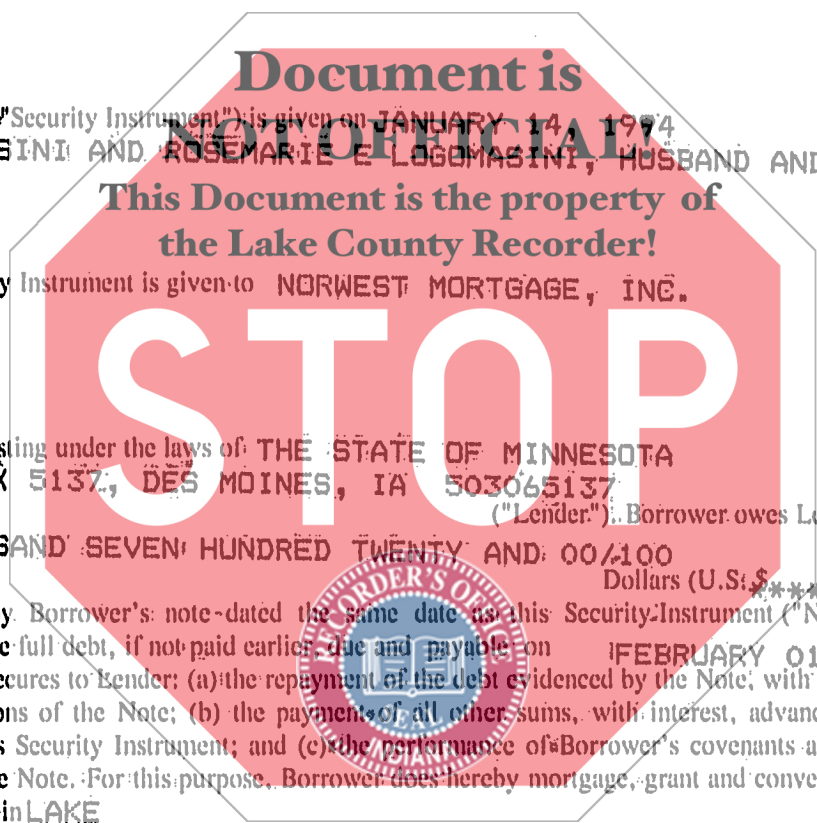 Document is
"Security Instrument") is given on JANUARY 14, 1994
NOT OFFICIAL!
SINI AND ROSEMARIE E LOGOMASINI, HUSBAND AND
This Document is the property of
the Lake County Recorder!
y Instrument is given to NORWEST MORTGAGE, INC.
STOP
sting under the laws of THE STATE OF MINNESOTA
X 5137, DES MOINES, IA 503065137
("Lender"). Borrower owes Le
SAND SEVEN HUNDRED TWENTY AND 00/100
Dollars (U.S. $****
y Borrower's note dated the same date as this Security Instrument ("N
e full debt, if not paid earlier, due and payable on FEBRUARY 01
ecures to Lender: (a) the repayment of the debt evidenced by the Note, with
ons of the Note; (b) the payment of all other sums, with interest, advanc
s Security Instrument; and (c) the performance of Borrower's covenants a
e Note. For this purpose, Borrower does hereby mortgage, grant and conve
in LAKE
RECORDER'S OFFICE
SEAL
INDIANA